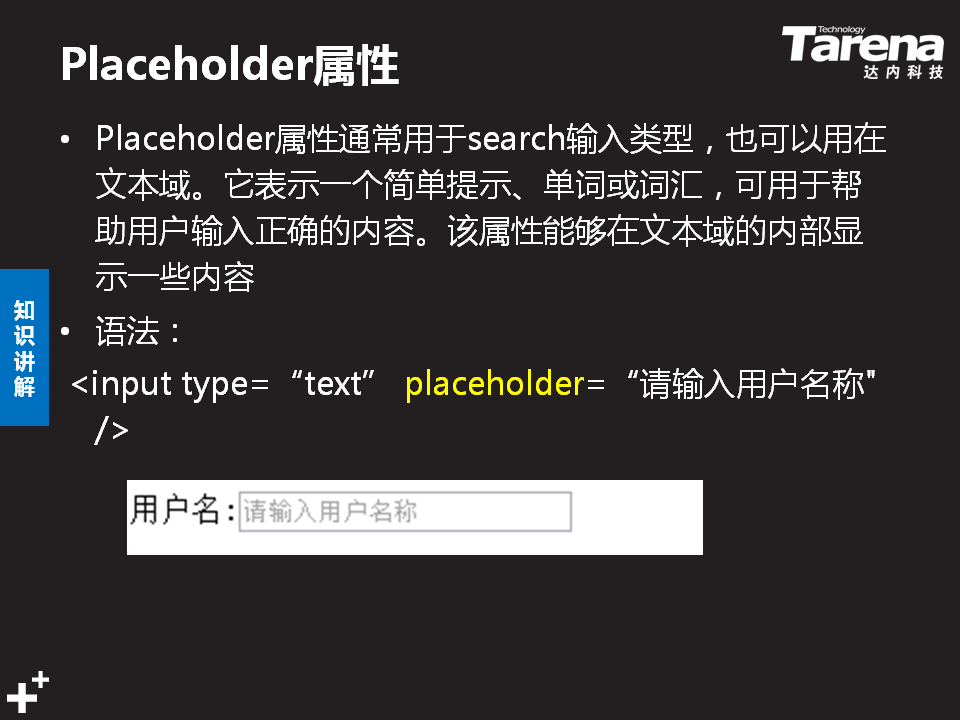 Placeholder属性
Technology
Tarena
达内科技
• Placeholder属性通常用于search输入类型，也可以用在
文本域。它表示一个简单提示、单词或词汇，可用于帮
助用户输入正确的内容。该属性能够在文本域的内部显
示一些内容
• 语法：
<input type=“text” placeholder=“请输入用户名称"
/>
知
识
讲
解
用户名:请输入用户名称